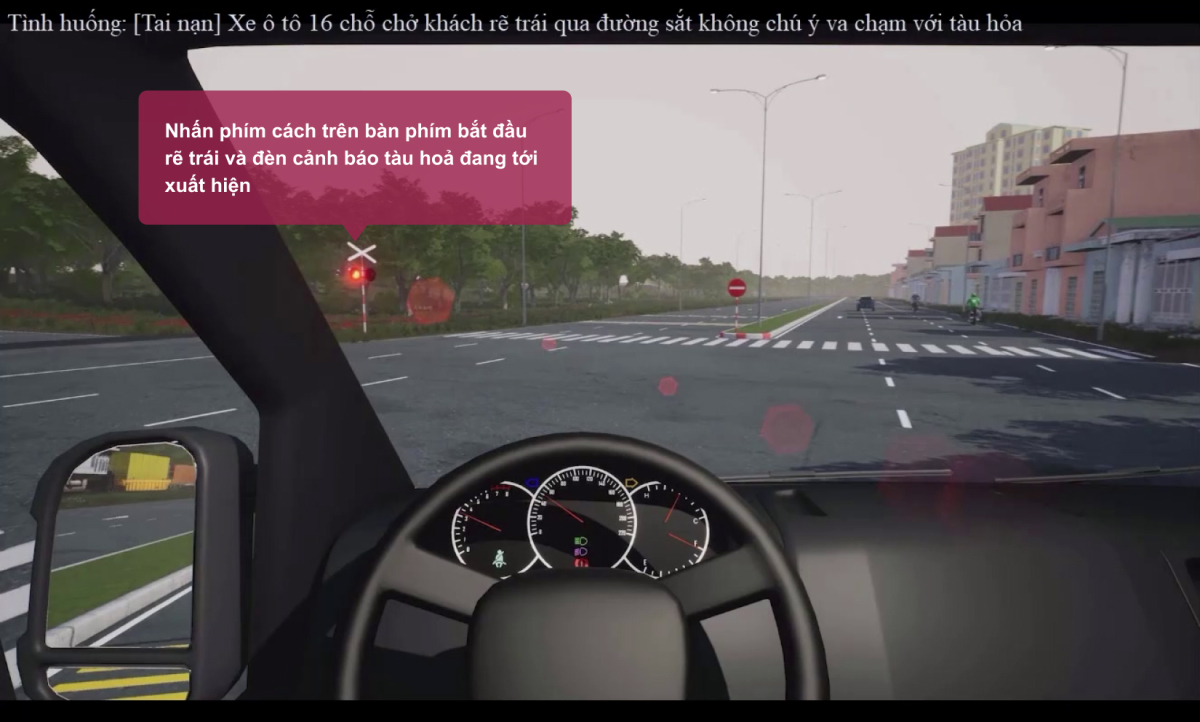 Tình huống: [Tai nạn] Xe ô tô 16 chỗ chở khách rẽ trái qua đường sắt không chú ý va chạm với tàu hỏa
Nhấn phím cách trên bàn phím bắt đầu
rẽ trái và đèn cảnh báo tàu hoả đang tới
xuất hiện